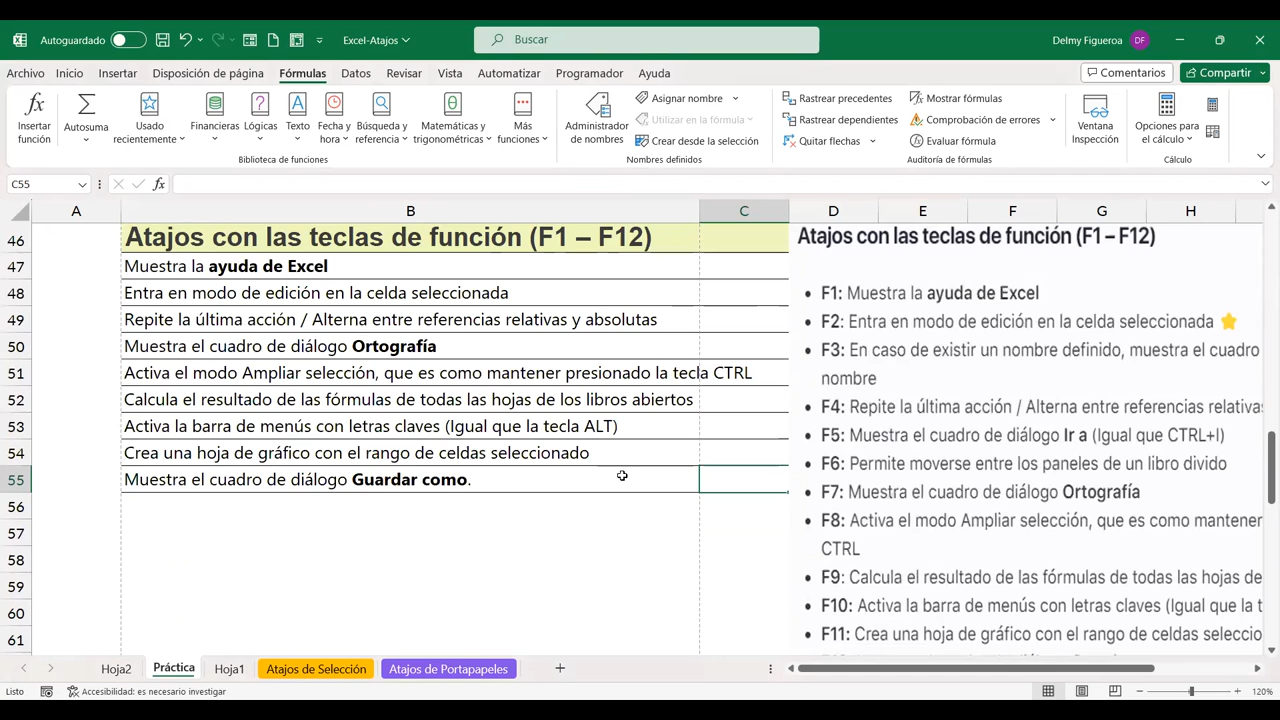 Autoguardado
Excel-Atajos
Buscar
Delmy Figueroa
DF
Archivo Inicio Insertar Disposición de página Fórmulas Datos Revisar Vista Automatizar Programador Ayuda
Comentarios
Compartir
Insertar función
Autosuma
Usado recientemente
Financieras
Lógicas
Texto
Fecha y hora
Búsqueda y referencia
Matemáticas y trigonométricas
Más funciones
Biblioteca de funciones
Administrador de nombres
Asignar nombre
Utilizar en la fórmula
Crear desde la selección
Nombres definidos
Rastrear precedentes
Rastrear dependientes
Quitar flechas
Mostrar fórmulas
Comprobación de errores
Evaluar fórmula
Auditoría de fórmulas
Ventana Inspección
Opciones para el cálculo
Cálculo
C55
fx
A B C D E F G H
46 Atajos con las teclas de función (F1 – F12)
47 Muestra la ayuda de Excel
48 Entra en modo de edición en la celda seleccionada
49 Repite la última acción / Alterna entre referencias relativas y absolutas
50 Muestra el cuadro de diálogo Ortografía
51 Activa el modo Ampliar selección, que es como mantener presionado la tecla CTRL
52 Calcula el resultado de las fórmulas de todas las hojas de los libros abiertos
53 Activa la barra de menús con letras claves (Igual que la tecla ALT)
54 Crea una hoja de gráfico con el rango de celdas seleccionado
55 Muestra el cuadro de diálogo Guardar como.
56
57
58
59
60
61
Atajos con las teclas de función (F1 – F12)
• F1: Muestra la ayuda de Excel
• F2: Entra en modo de edición en la celda seleccionada
• F3: En caso de existir un nombre definido, muestra el cuadro
nombre
• F4: Repite la última acción / Alterna entre referencias relativas
• F5: Muestra el cuadro de diálogo Ir a (Igual que CTRL+I)
• F6: Permite moverse entre los paneles de un libro divido
• F7: Muestra el cuadro de diálogo Ortografía
• F8: Activa el modo Ampliar selección, que es como mantener
CTRL
• F9: Calcula el resultado de las fórmulas de todas las hojas de
• F10: Activa la barra de menús con letras claves (Igual que la t
• F11: Crea una hoja de gráfico con el rango de celdas seleccio
Hoja2 Práctica Hoja1 Atajos de Selección Atajos de Portapapeles
Listo
Accesibilidad: es necesario investigar
120%